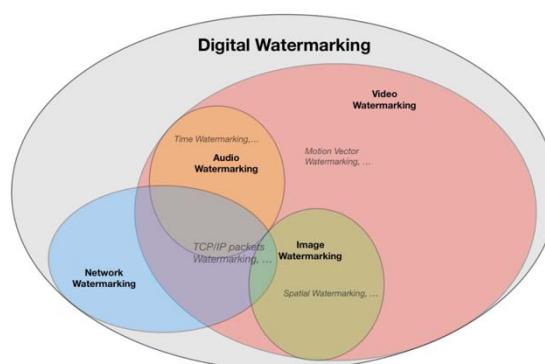 Digital Watermarking
Video
Watermarking
Time Watermarking,...
Audio
Watermarking
Motion Vector
Watermarking, ...
TCP/IP packets
Watermarking, ...
Image
Watermarking
Network
Watermarking
Spatial Watermarking, ...